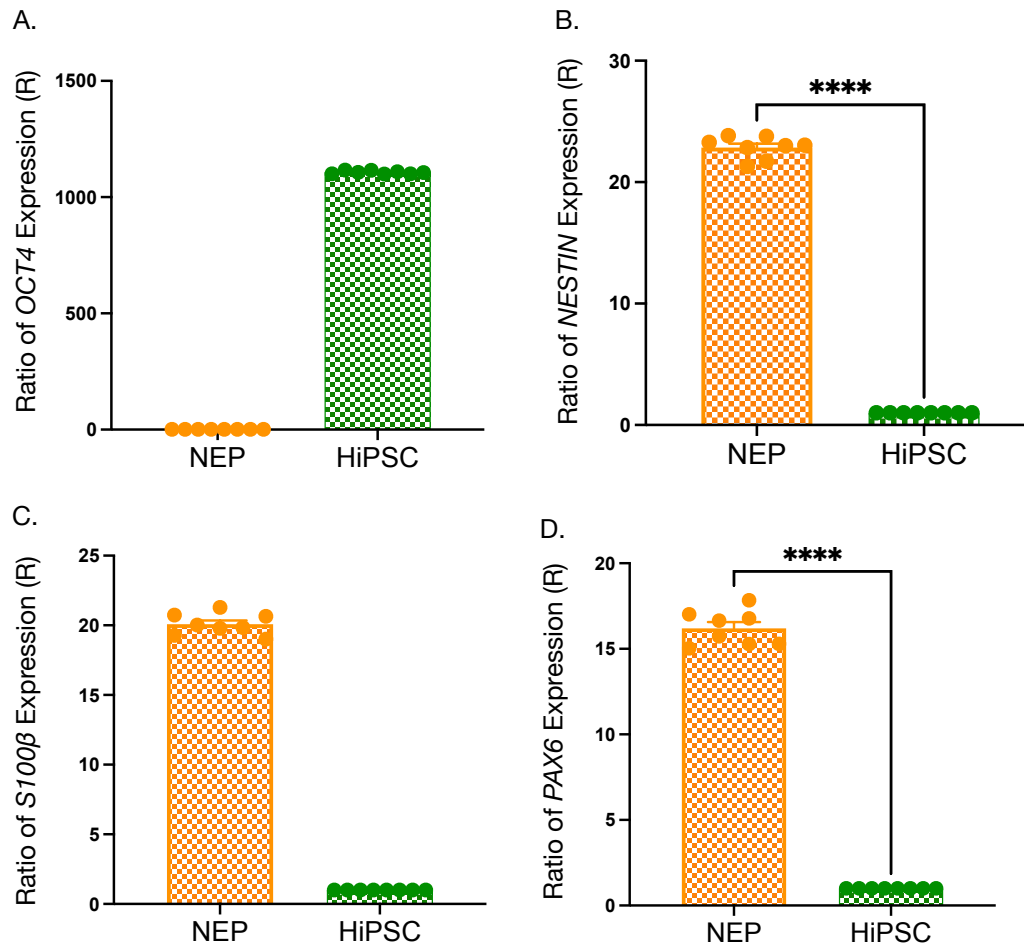 A.
Ratio of OCT4 Expression (R)
1500
1000
500
0
NEP
HiPSC
B.
Ratio of NESTIN Expression (R)
30
20
10
0
****
NEP
HiPSC
C.
Ratio of S100β Expression (R)
25
20
15
10
5
0
NEP
HiPSC
D.
Ratio of PAX6 Expression (R)
20
15
10
5
0
****
NEP
HiPSC